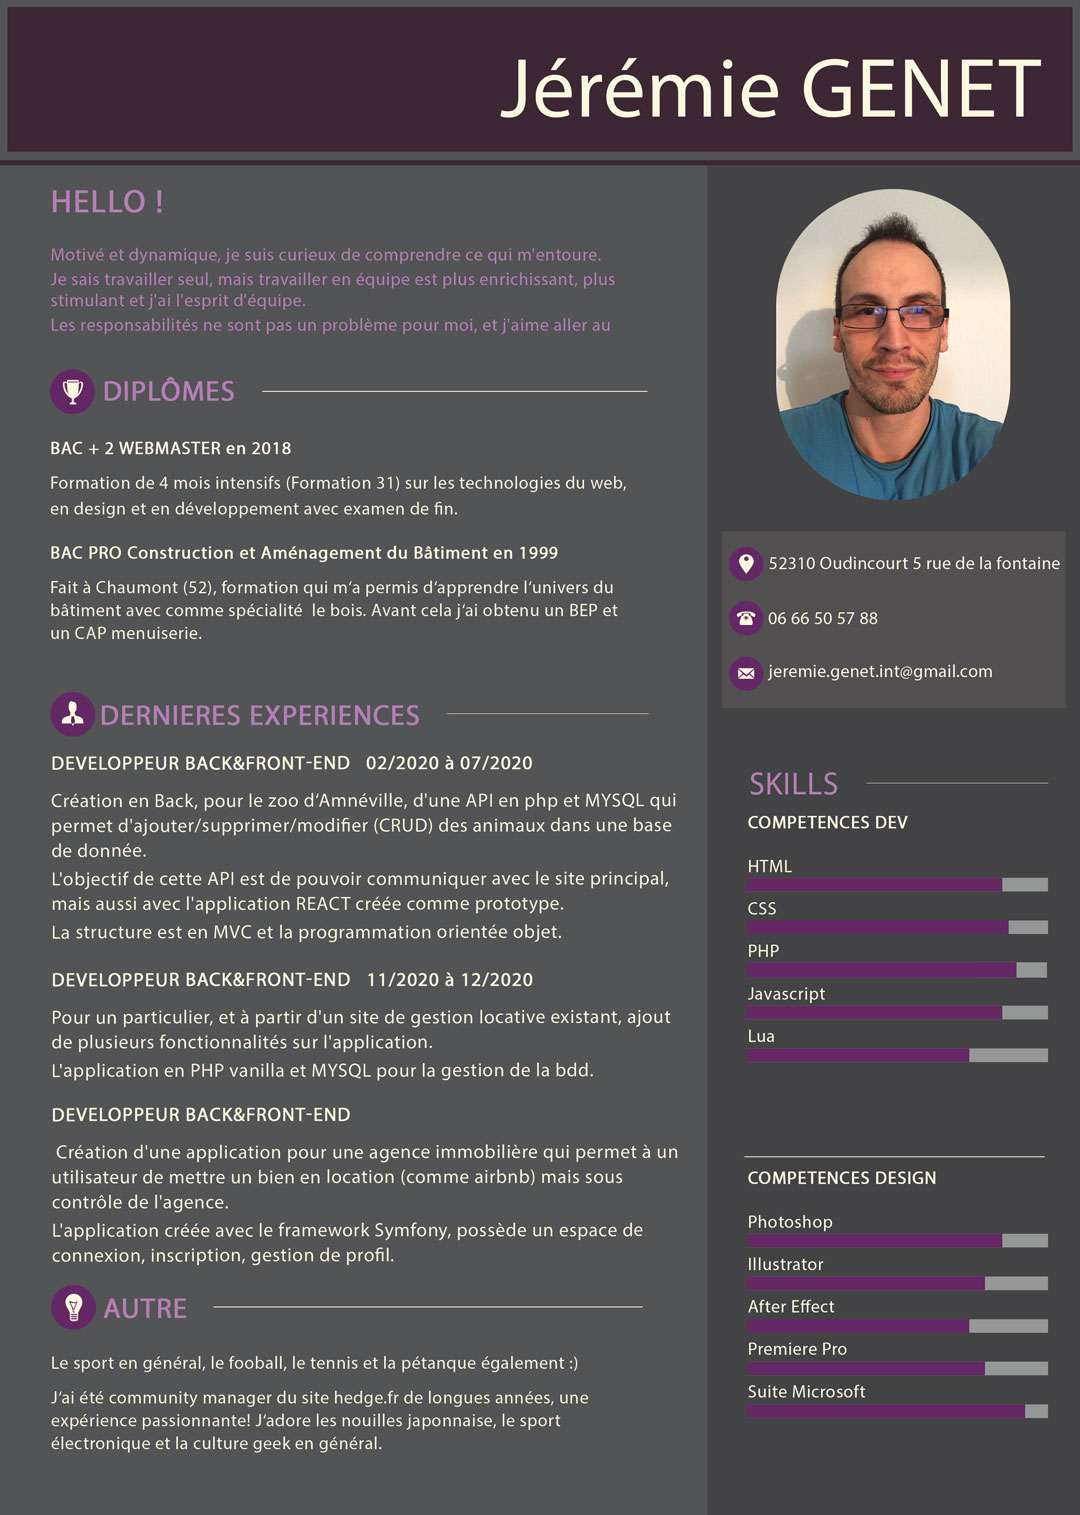 Jérémie GENET
HELLO !
Motivé et dynamique, je suis curieux de comprendre ce qui m'entoure.
Je sais travailler seul, mais travailler en équipe est plus enrichissant, plus
stimulant et j'ai l'esprit d'équipe.
Les responsabilités ne sont pas un problème pour moi, et j'aime aller au
DIPLÔMES
BAC + 2 WEBMASTER en 2018
Formation de 4 mois intensifs (Formation 31) sur les technologies du web,
en design et en développement avec examen de fin.
BAC PRO Construction et Aménagement du Bâtiment en 1999
Fait à Chaumont (52), formation qui m‘a permis d‘apprendre l‘univers du
bâtiment avec comme spécialité  le bois. Avant cela j‘ai obtenu un BEP et
un CAP menuiserie.
DERNIERES EXPERIENCES
DEVELOPPEUR BACK&FRONT-END   02/2020 à 07/2020
Création en Back, pour le zoo d‘Amnéville, d'une API en php et MYSQL qui
permet d'ajouter/supprimer/modifier (CRUD) des animaux dans une base
de donnée.
L'objectif de cette API est de pouvoir communiquer avec le site principal,
mais aussi avec l'application REACT créée comme prototype.
La structure est en MVC et la programmation orientée objet.
DEVELOPPEUR BACK&FRONT-END   11/2020 à 12/2020
Pour un particulier, et à partir d'un site de gestion locative existant, ajout
de plusieurs fonctionnalités sur l'application.
L'application en PHP vanilla et MYSQL pour la gestion de la bdd.
DEVELOPPEUR BACK&FRONT-END
Création d'une application pour une agence immobilière qui permet à un
utilisateur de mettre un bien en location (comme airbnb) mais sous
contrôle de l'agence.
L'application créée avec le framework Symfony, possède un espace de
connexion, inscription, gestion de profil.
AUTRE
Le sport en général, le fooball, le tennis et la pétanque également :)
J‘ai été community manager du site hedge.fr de longues années, une
expérience passionnante! J‘adore les nouilles japonnaise, le sport
électronique et la culture geek en général.
52310 Oudincourt 5 rue de la fontaine
06 66 50 57 88
jeremie.genet.int@gmail.com
SKILLS
COMPETENCES DEV
HTML
CSS
PHP
Javascript
Lua
COMPETENCES DESIGN
Photoshop
Illustrator
After Effect
Premiere Pro
Suite Microsoft